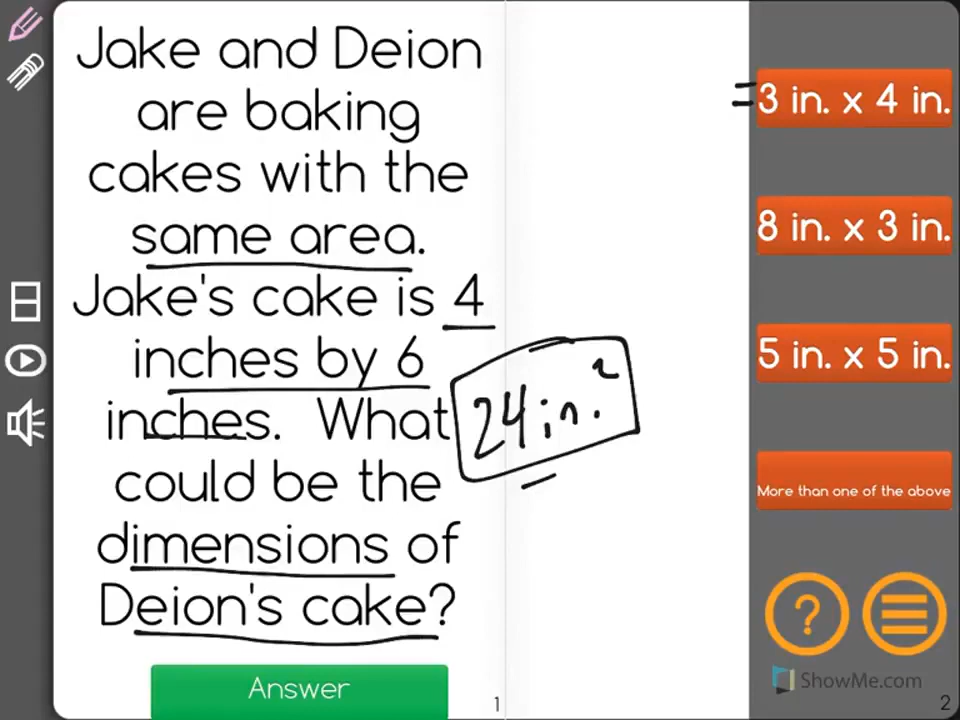 Jake and Deion
are baking
cakes with the
same area.
Jake's cake is 4
inches by 6
inches. What
could be the
dimensions of
Deion's cake?
24 in.²
Answer
1
=3 in. x 4 in.
8 in. x 3 in.
5 in. x 5 in.
More than one of the above
?
ShowMe.com
2